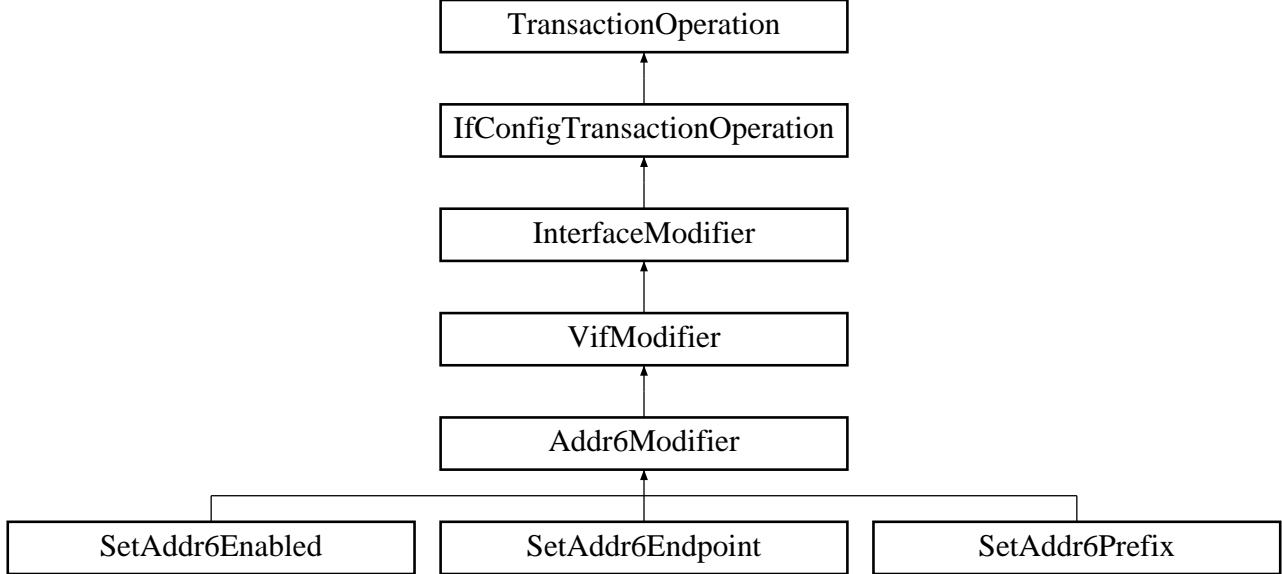 TransactionOperation
IfConfigTransactionOperation
InterfaceModifier
VifModifier
Addr6Modifier
SetAddr6Enabled
SetAddr6Endpoint
SetAddr6Prefix